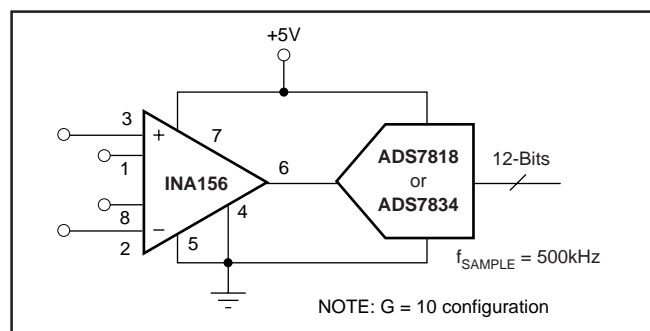 +5V
3
+
7
1
INA156
6
ADS7818
or
ADS7834
12-Bits
8
4
–
5
2
fSAMPLE = 500kHz
NOTE: G = 10 configuration